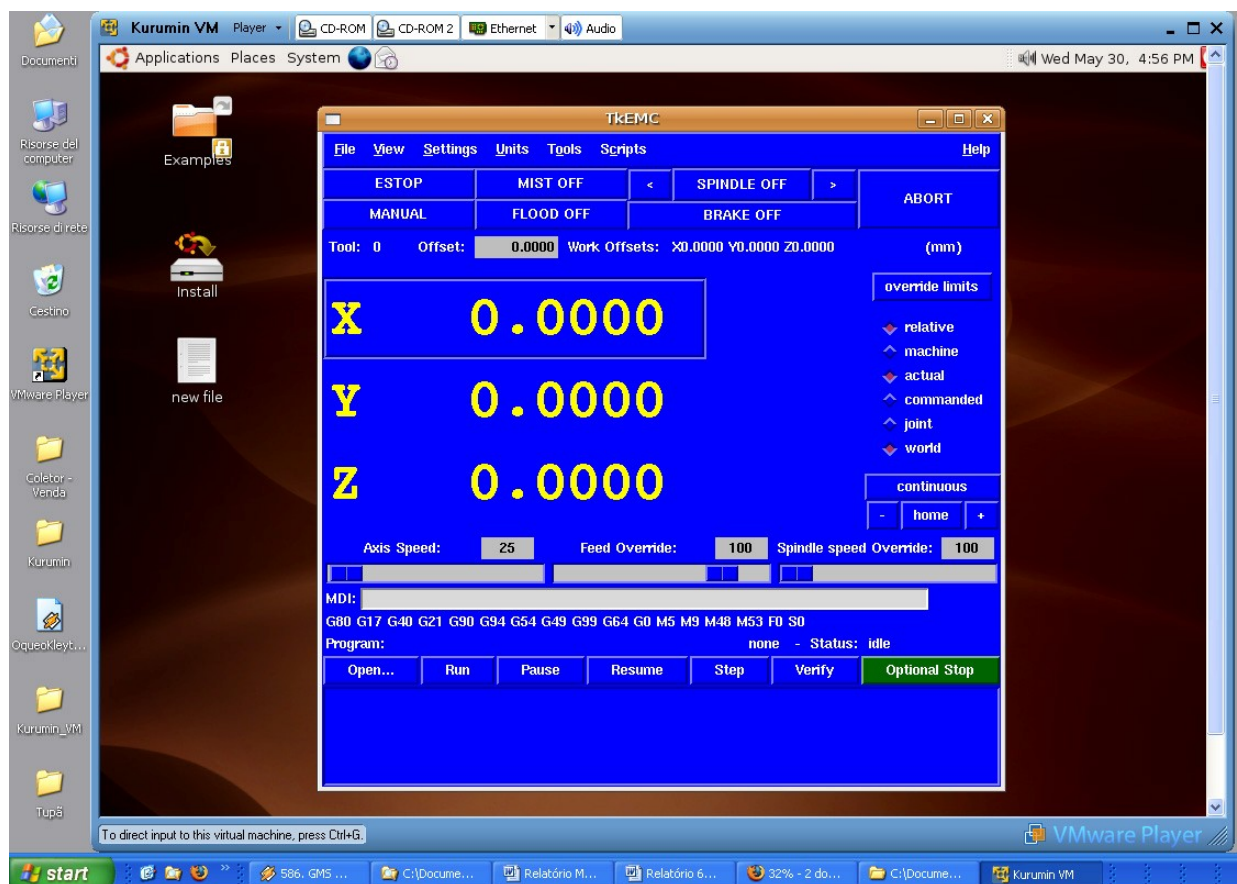 Kurumin VM Player CD-ROM CD-ROM 2 Ethernet Audio
Applications Places System Wed May 30, 4:56 PM
Documenti
Risorse del computer
Risorse di rete
Cestino
VMware Player
Coletor - Venda
Kurumin
OqueoKleyt...
Kurumin_VM
Tupã
Examples
Install
new file
TkEMC
File View Settings Units Tools Scripts Help
ESTOP MIST OFF < SPINDLE OFF > ABORT
MANUAL FLOOD OFF BRAKE OFF
Tool: 0 Offset: 0.0000 Work Offsets: X0.0000 Y0.0000 Z0.0000 (mm)
override limits
X 0.0000
relative
machine
actual
Y 0.0000
commanded
joint
world
Z 0.0000
continuous
- home +
Axis Speed: 25 Feed Override: 100 Spindle speed Override: 100
MDI:
G80 G17 G40 G21 G90 G94 G54 G49 G99 G64 G0 M5 M9 M48 M53 F0 S0
Program: none - Status: idle
Open... Run Pause Resume Step Verify Optional Stop
To direct input to this virtual machine, press Ctrl+G. VMware Player
start 586. GMS ... C:\Docume... Relatório M... Relatório 6... 32% - 2 do... C:\Docume... Kurumin VM